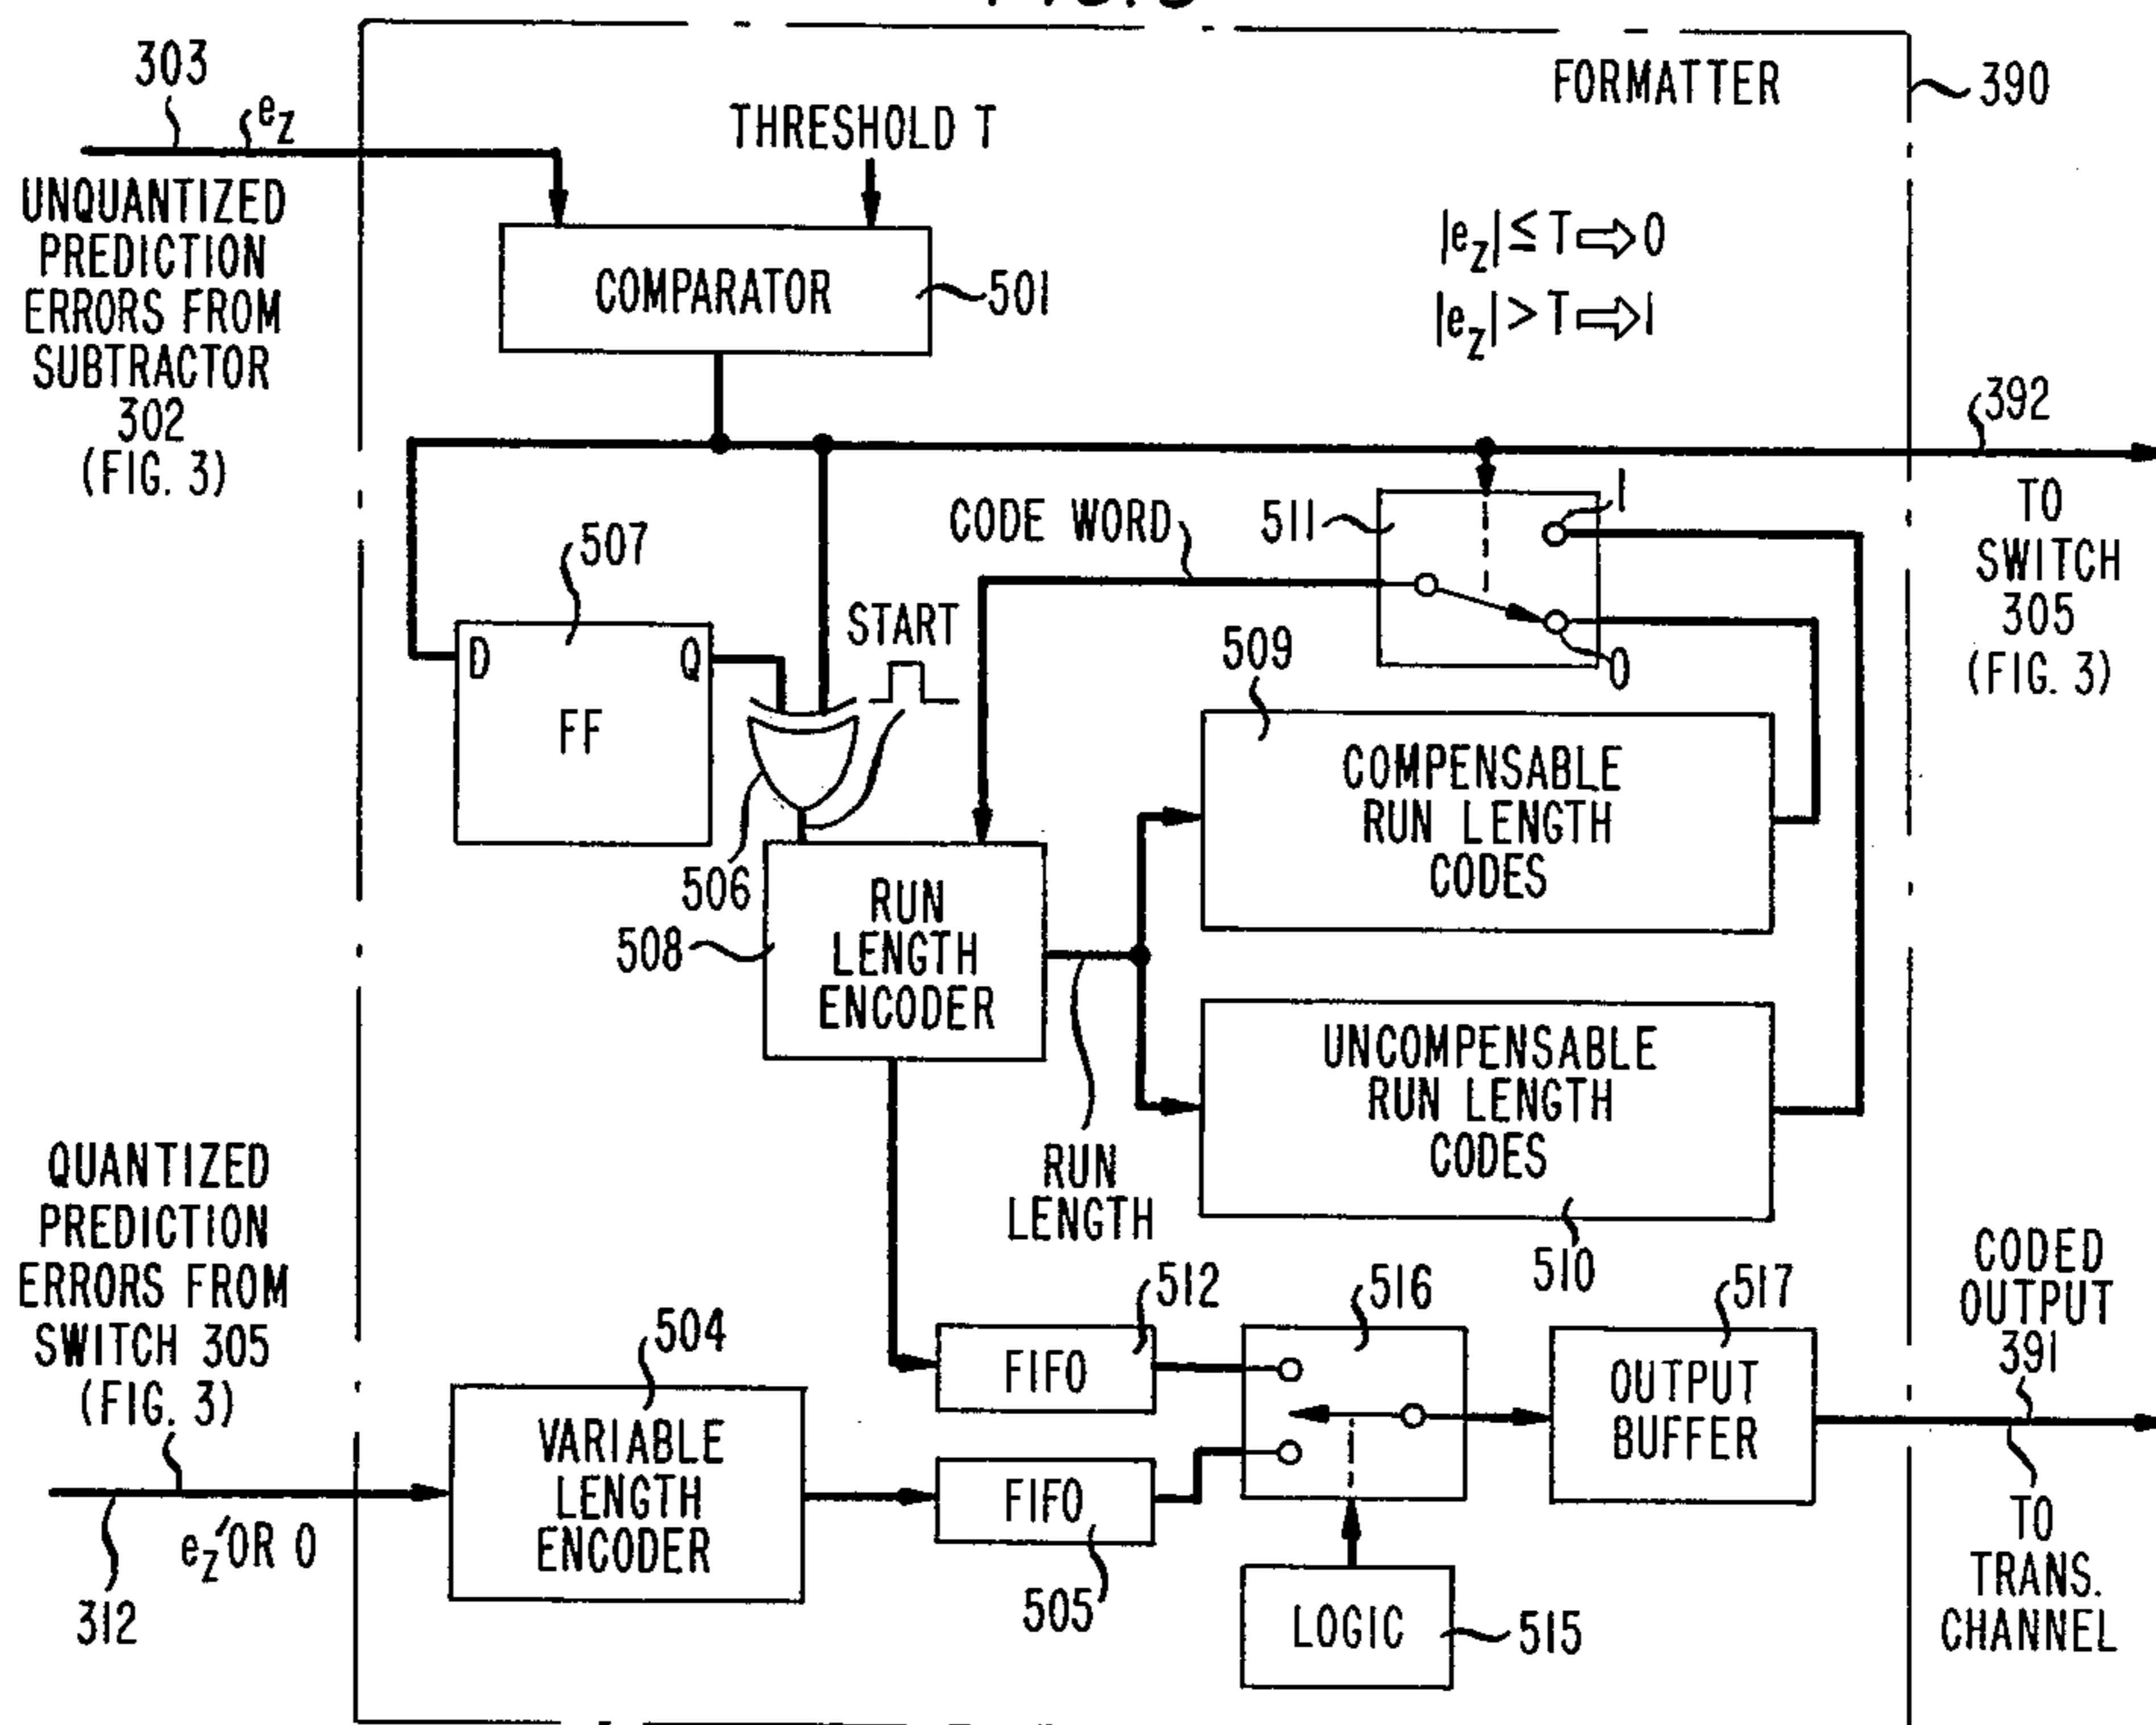 303
e_z
UNQUANTIZED
PREDICTION
ERRORS FROM
SUBTRACTOR
302
(FIG. 3)
THRESHOLD T
FORMATTER
390
COMPARATOR
501
|e_z| ≤ T ⇒ 0
|e_z| > T ⇒ 1
392
TO
SWITCH
305
(FIG. 3)
507
D
Q
FF
START
506
CODE WORD
511
1
0
509
COMPENSABLE
RUN LENGTH
CODES
508
RUN
LENGTH
ENCODER
RUN
LENGTH
UNCOMPENSABLE
RUN LENGTH
CODES
510
QUANTIZED
PREDICTION
ERRORS FROM
SWITCH 305
(FIG. 3)
312
e_z' OR 0
504
VARIABLE
LENGTH
ENCODER
512
FIFO
FIFO
505
516
LOGIC
515
517
OUTPUT
BUFFER
CODED
OUTPUT
391
TO
TRANS.
CHANNEL